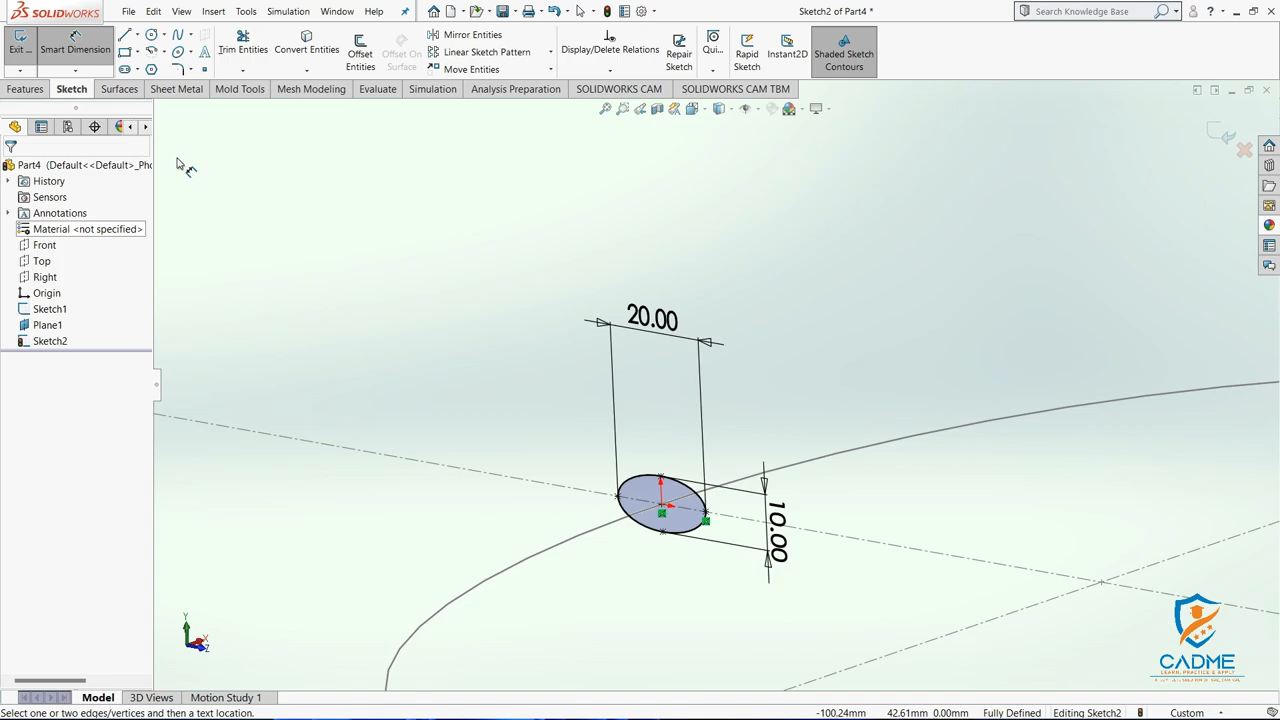 SOLIDWORKS
File
Edit
View
Insert
Tools
Simulation
Window
Help
Sketch2 of Part4 *
Search Knowledge Base
Exit ...
Smart Dimension
Trim Entities
Convert Entities
Offset
Entities
Offset On
Surface
Mirror Entities
Linear Sketch Pattern
Move Entities
Display/Delete Relations
Repair
Sketch
Qui...
Rapid
Sketch
Instant2D
Shaded Sketch
Contours
Features
Sketch
Surfaces
Sheet Metal
Mold Tools
Mesh Modeling
Evaluate
Simulation
Analysis Preparation
SOLIDWORKS CAM
SOLIDWORKS CAM TBM
Part4 (Default<<Default>_Pho
History
Sensors
Annotations
Material <not specified>
Front
Top
Right
Origin
Sketch1
Plane1
Sketch2
20.00
10.00
Y
X
Z
CADME
LEARN, PRACTICE & APPLY
Model
3D Views
Motion Study 1
Select one or two edges/vertices and then a text location.
-100.24mm
42.61mm 0.00mm
Fully Defined
Editing Sketch2
Custom